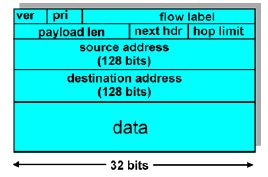 ver pri flow label
payload len next hdr hop limit
source address
(128 bits)
destination address
(128 bits)
data
32 bits